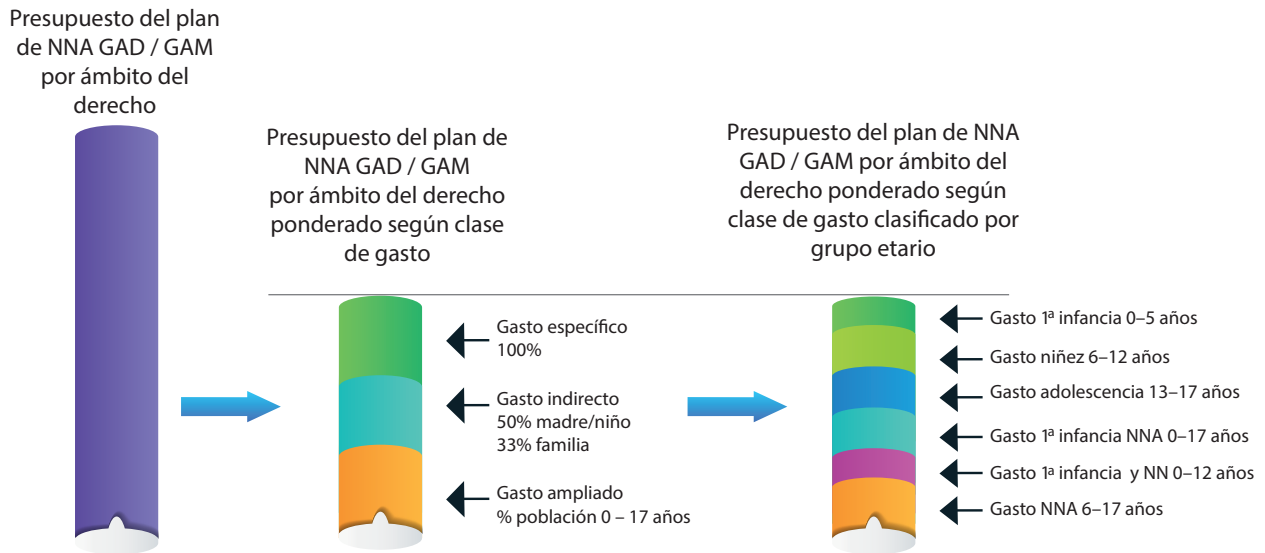 Presupuesto del plan
de NNA GAD / GAM
por ámbito del
derecho
Presupuesto del plan de
NNA GAD / GAM
por ámbito del derecho
ponderado según clase
de gasto
Gasto específico
100%
Gasto indirecto
50% madre/niño
33% familia
Gasto ampliado
% población 0 – 17 años
Presupuesto del plan de NNA
GAD / GAM por ámbito del
derecho ponderado según
clase de gasto clasificado por
grupo etario
Gasto 1ª infancia 0–5 años
Gasto niñez 6–12 años
Gasto adolescencia 13–17 años
Gasto 1ª infancia NNA 0–17 años
Gasto 1ª infancia y NN 0–12 años
Gasto NNA 6–17 años